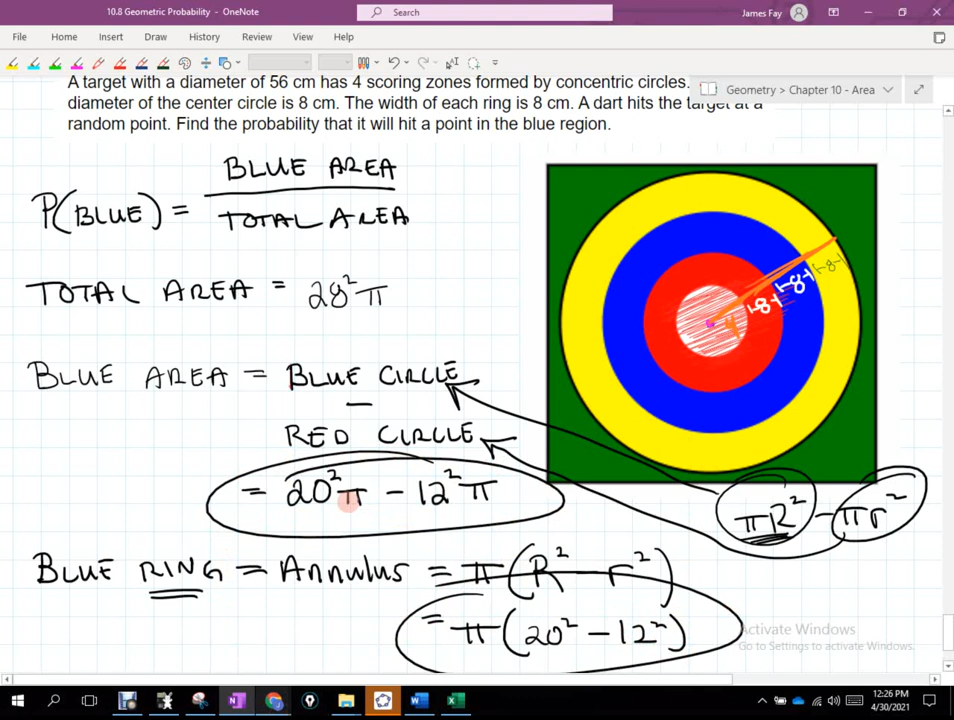 10.8 Geometric Probability - OneNote
Search
James Fay
File Home Insert Draw History Review View Help
A target with a diameter of 56 cm has 4 scoring zones formed by concentric circles.
diameter of the center circle is 8 cm. The width of each ring is 8 cm. A dart hits the target at a
random point. Find the probability that it will hit a point in the blue region.
Geometry > Chapter 10 - Area
P(BLUE) = BLUE AREA
TOTAL AREA
TOTAL AREA = 28²π
BLUE AREA = BLUE CIRCLE
−
RED CIRCLE
= 20²π − 12²π
πR² − πr²
BLUE RING = ANNULUS = π(R² − r²)
= π(20² − 12²)
4
8
8
8
Activate Windows
Go to Settings to activate Windows.
12:26 PM
4/30/2021